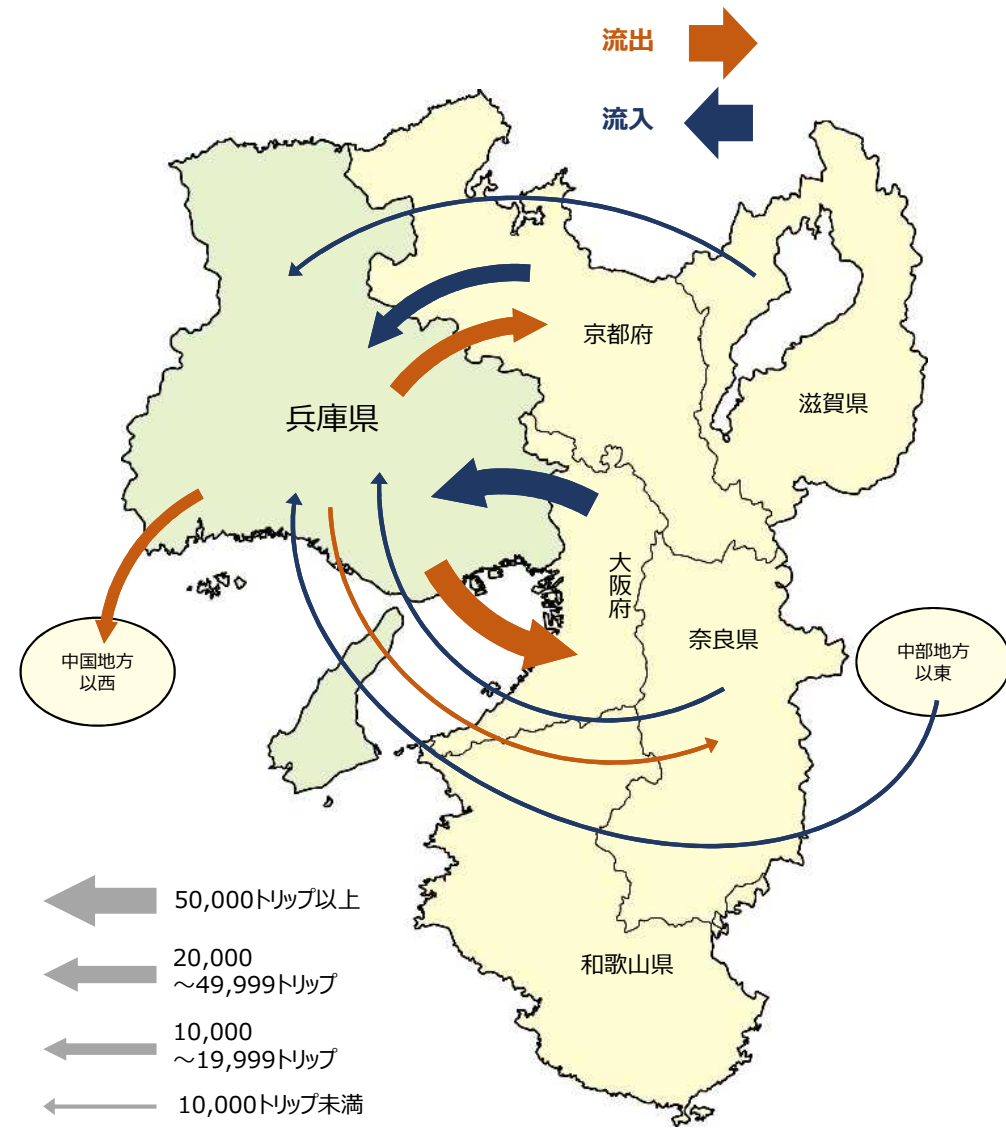 流出
流入
京都府
滋賀県
兵庫県
大
阪
府
奈良県
中国地方
以西
中部地方
以東
和歌山県
50,000トリップ以上
20,000
～49,999トリップ
10,000
～19,999トリップ
10,000トリップ未満